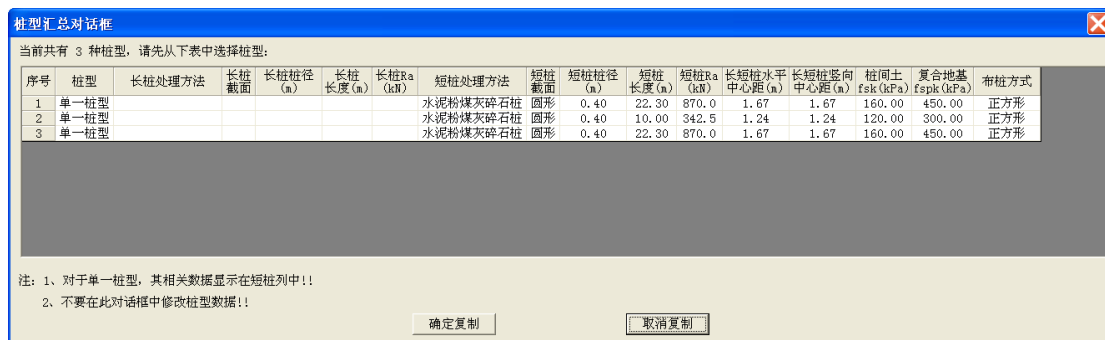 桩型汇总对话框
当前共有 3 种桩型, 请先从下表中选择桩型:
序号 桩型 长桩处理方法 长桩截面 长桩桩径(m) 长桩长度(m) 长桩Ra(kN) 短桩处理方法 短桩截面 短桩桩径(m) 短桩长度(m) 短桩Ra(kN) 长短桩水平中心距(m) 长短桩竖向中心距(m) 桩间土fsk(kPa) 复合地基fspk(kPa) 布桩方式
1 单一桩型 水泥粉煤灰碎石桩 圆形 0.40 22.30 870.0 1.67 1.67 160.00 450.00 正方形
2 单一桩型 水泥粉煤灰碎石桩 圆形 0.40 10.00 342.5 1.24 1.24 120.00 300.00 正方形
3 单一桩型 水泥粉煤灰碎石桩 圆形 0.40 22.30 870.0 1.67 1.67 160.00 450.00 正方形
注: 1、对于单一桩型, 其相关数据显示在短桩列中!!
2、不要在此对话框中修改桩型数据!!
确定复制 取消复制